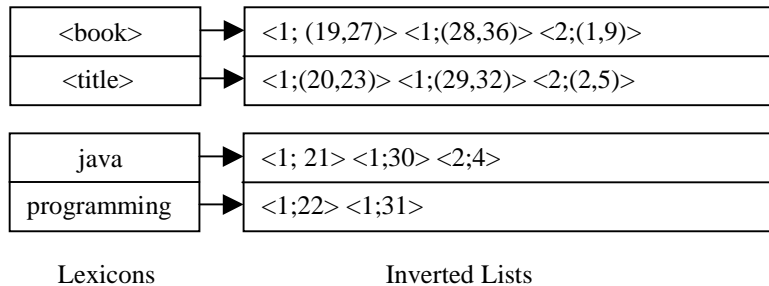 <book> <1; (19,27)> <1;(28,36)> <2;(1,9)>
<title> <1;(20,23)> <1;(29,32)> <2;(2,5)>
java <1; 21> <1;30> <2;4>
programming <1;22> <1;31>
Lexicons Inverted Lists